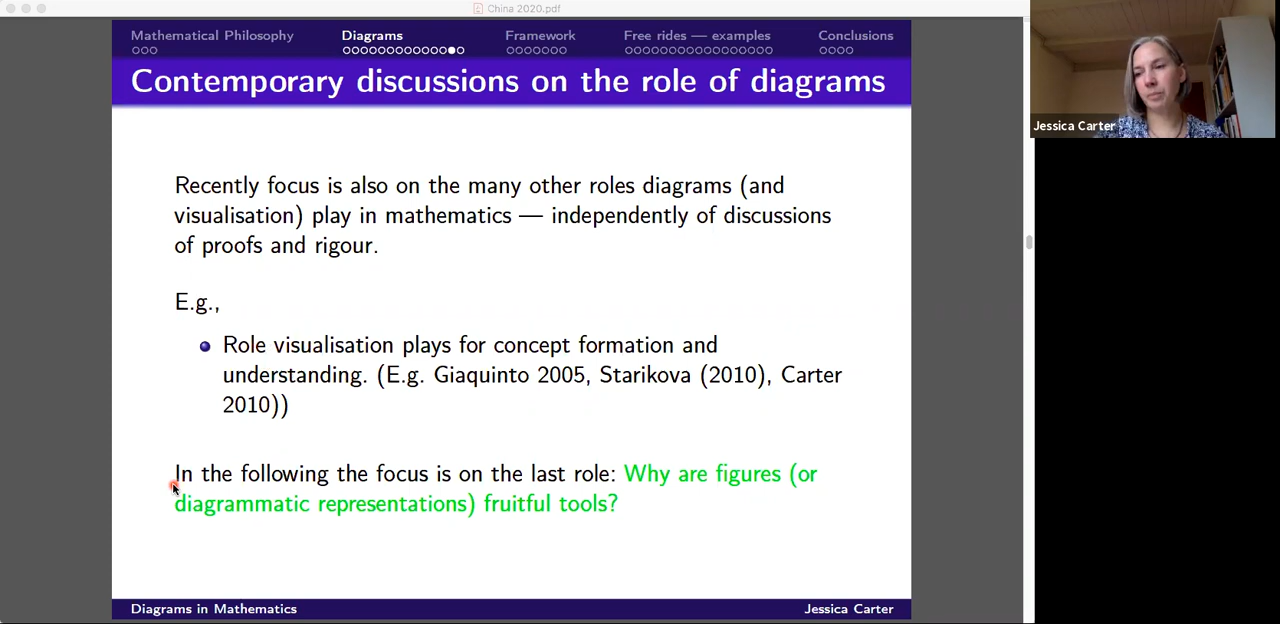 China 2020.pdf
Mathematical Philosophy Diagrams Framework Free rides — examples Conclusions
Contemporary discussions on the role of diagrams
Jessica Carter
Recently focus is also on the many other roles diagrams (and
visualisation) play in mathematics — independently of discussions
of proofs and rigour.
E.g.,
Role visualisation plays for concept formation and
understanding. (E.g. Giaquinto 2005, Starikova (2010), Carter
2010))
In the following the focus is on the last role: Why are figures (or
diagrammatic representations) fruitful tools?
Diagrams in Mathematics Jessica Carter